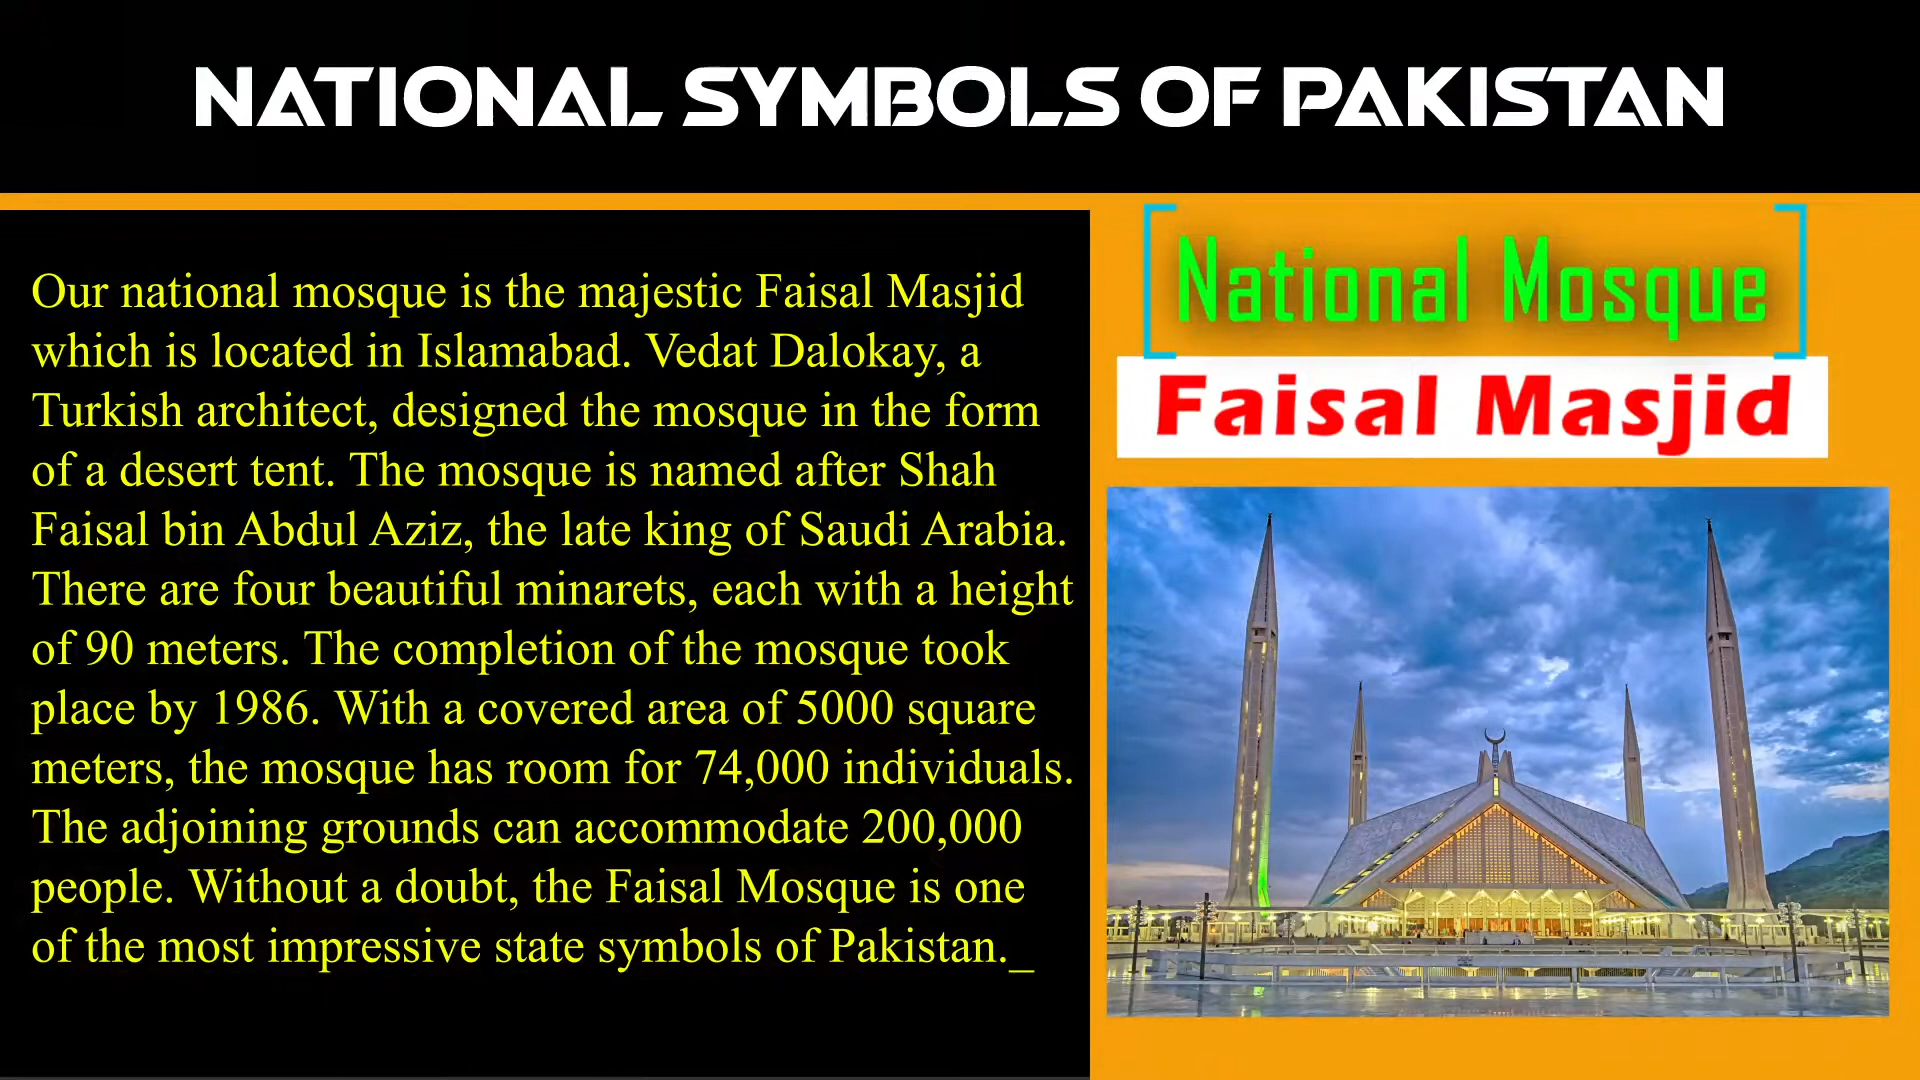 NATIONAL SYMBOLS OF PAKISTAN
Our national mosque is the majestic Faisal Masjid
which is located in Islamabad. Vedat Dalokay, a
Turkish architect, designed the mosque in the form
of a desert tent. The mosque is named after Shah
Faisal bin Abdul Aziz, the late king of Saudi Arabia.
There are four beautiful minarets, each with a height
of 90 meters. The completion of the mosque took
place by 1986. With a covered area of 5000 square
meters, the mosque has room for 74,000 individuals.
The adjoining grounds can accommodate 200,000
people. Without a doubt, the Faisal Mosque is one
of the most impressive state symbols of Pakistan._
[National Mosque]
Faisal Masjid